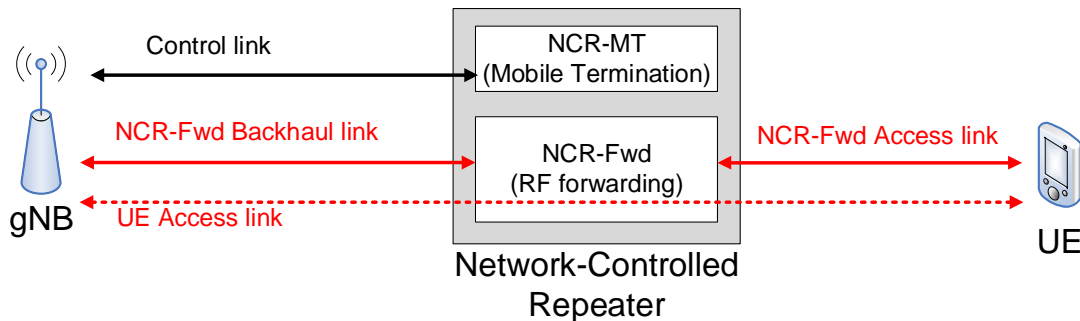 Control link
NCR-MT
(Mobile Termination)
NCR-Fwd Backhaul link
NCR-Fwd
(RF forwarding)
NCR-Fwd Access link
UE Access link
gNB
UE
Network-Controlled
Repeater